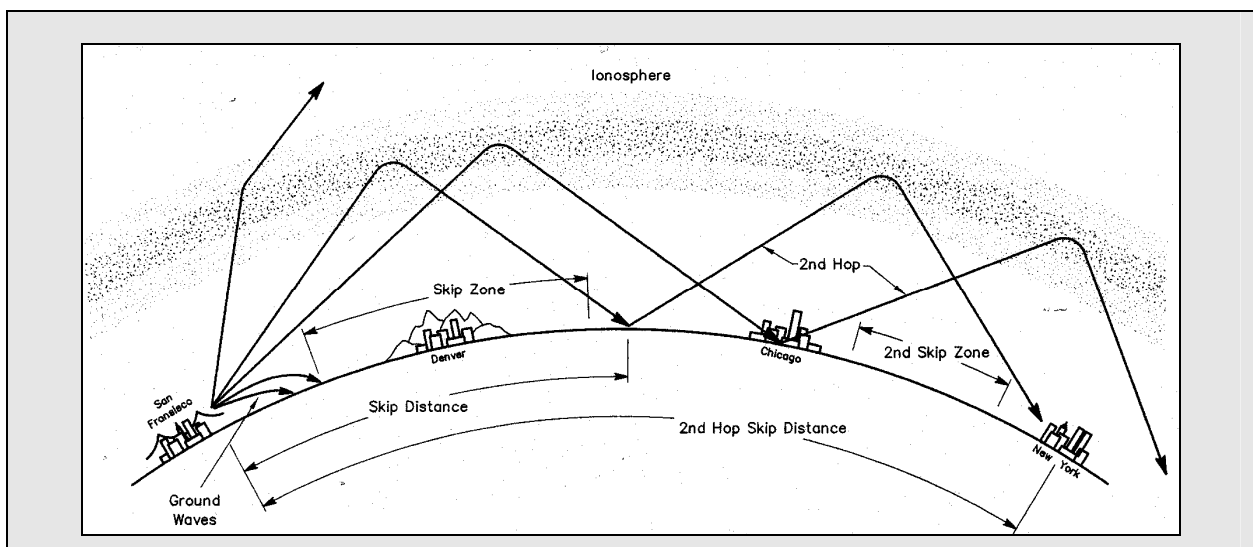 Ionosphere
2nd Hop
Skip Zone
2nd Skip Zone
Denver
Chicago
San
Fransisco
Skip Distance
2nd Hop Skip Distance
New York
Ground
Waves